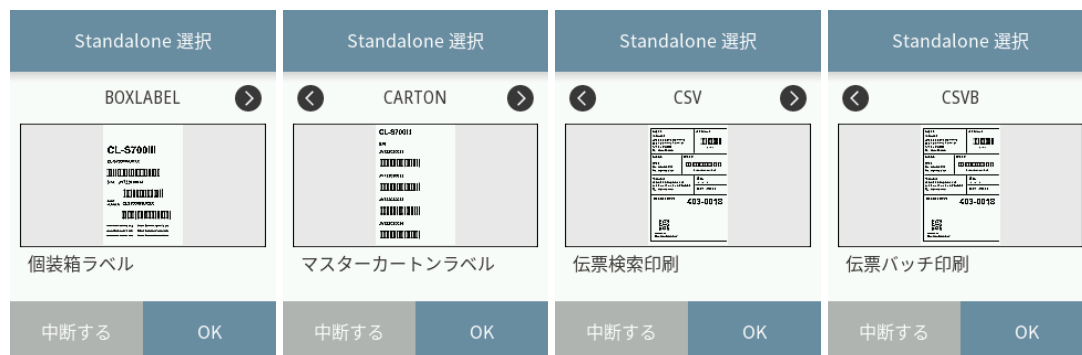 Standalone 選択
BOXLABEL
CL-S700III
個装箱ラベル
中断する
OK
Standalone 選択
CARTON
CL-S700III
マスターカートンラベル
中断する
OK
Standalone 選択
CSV
403-0018
伝票検索印刷
中断する
OK
Standalone 選択
CSVB
403-0018
伝票バッチ印刷
中断する
OK